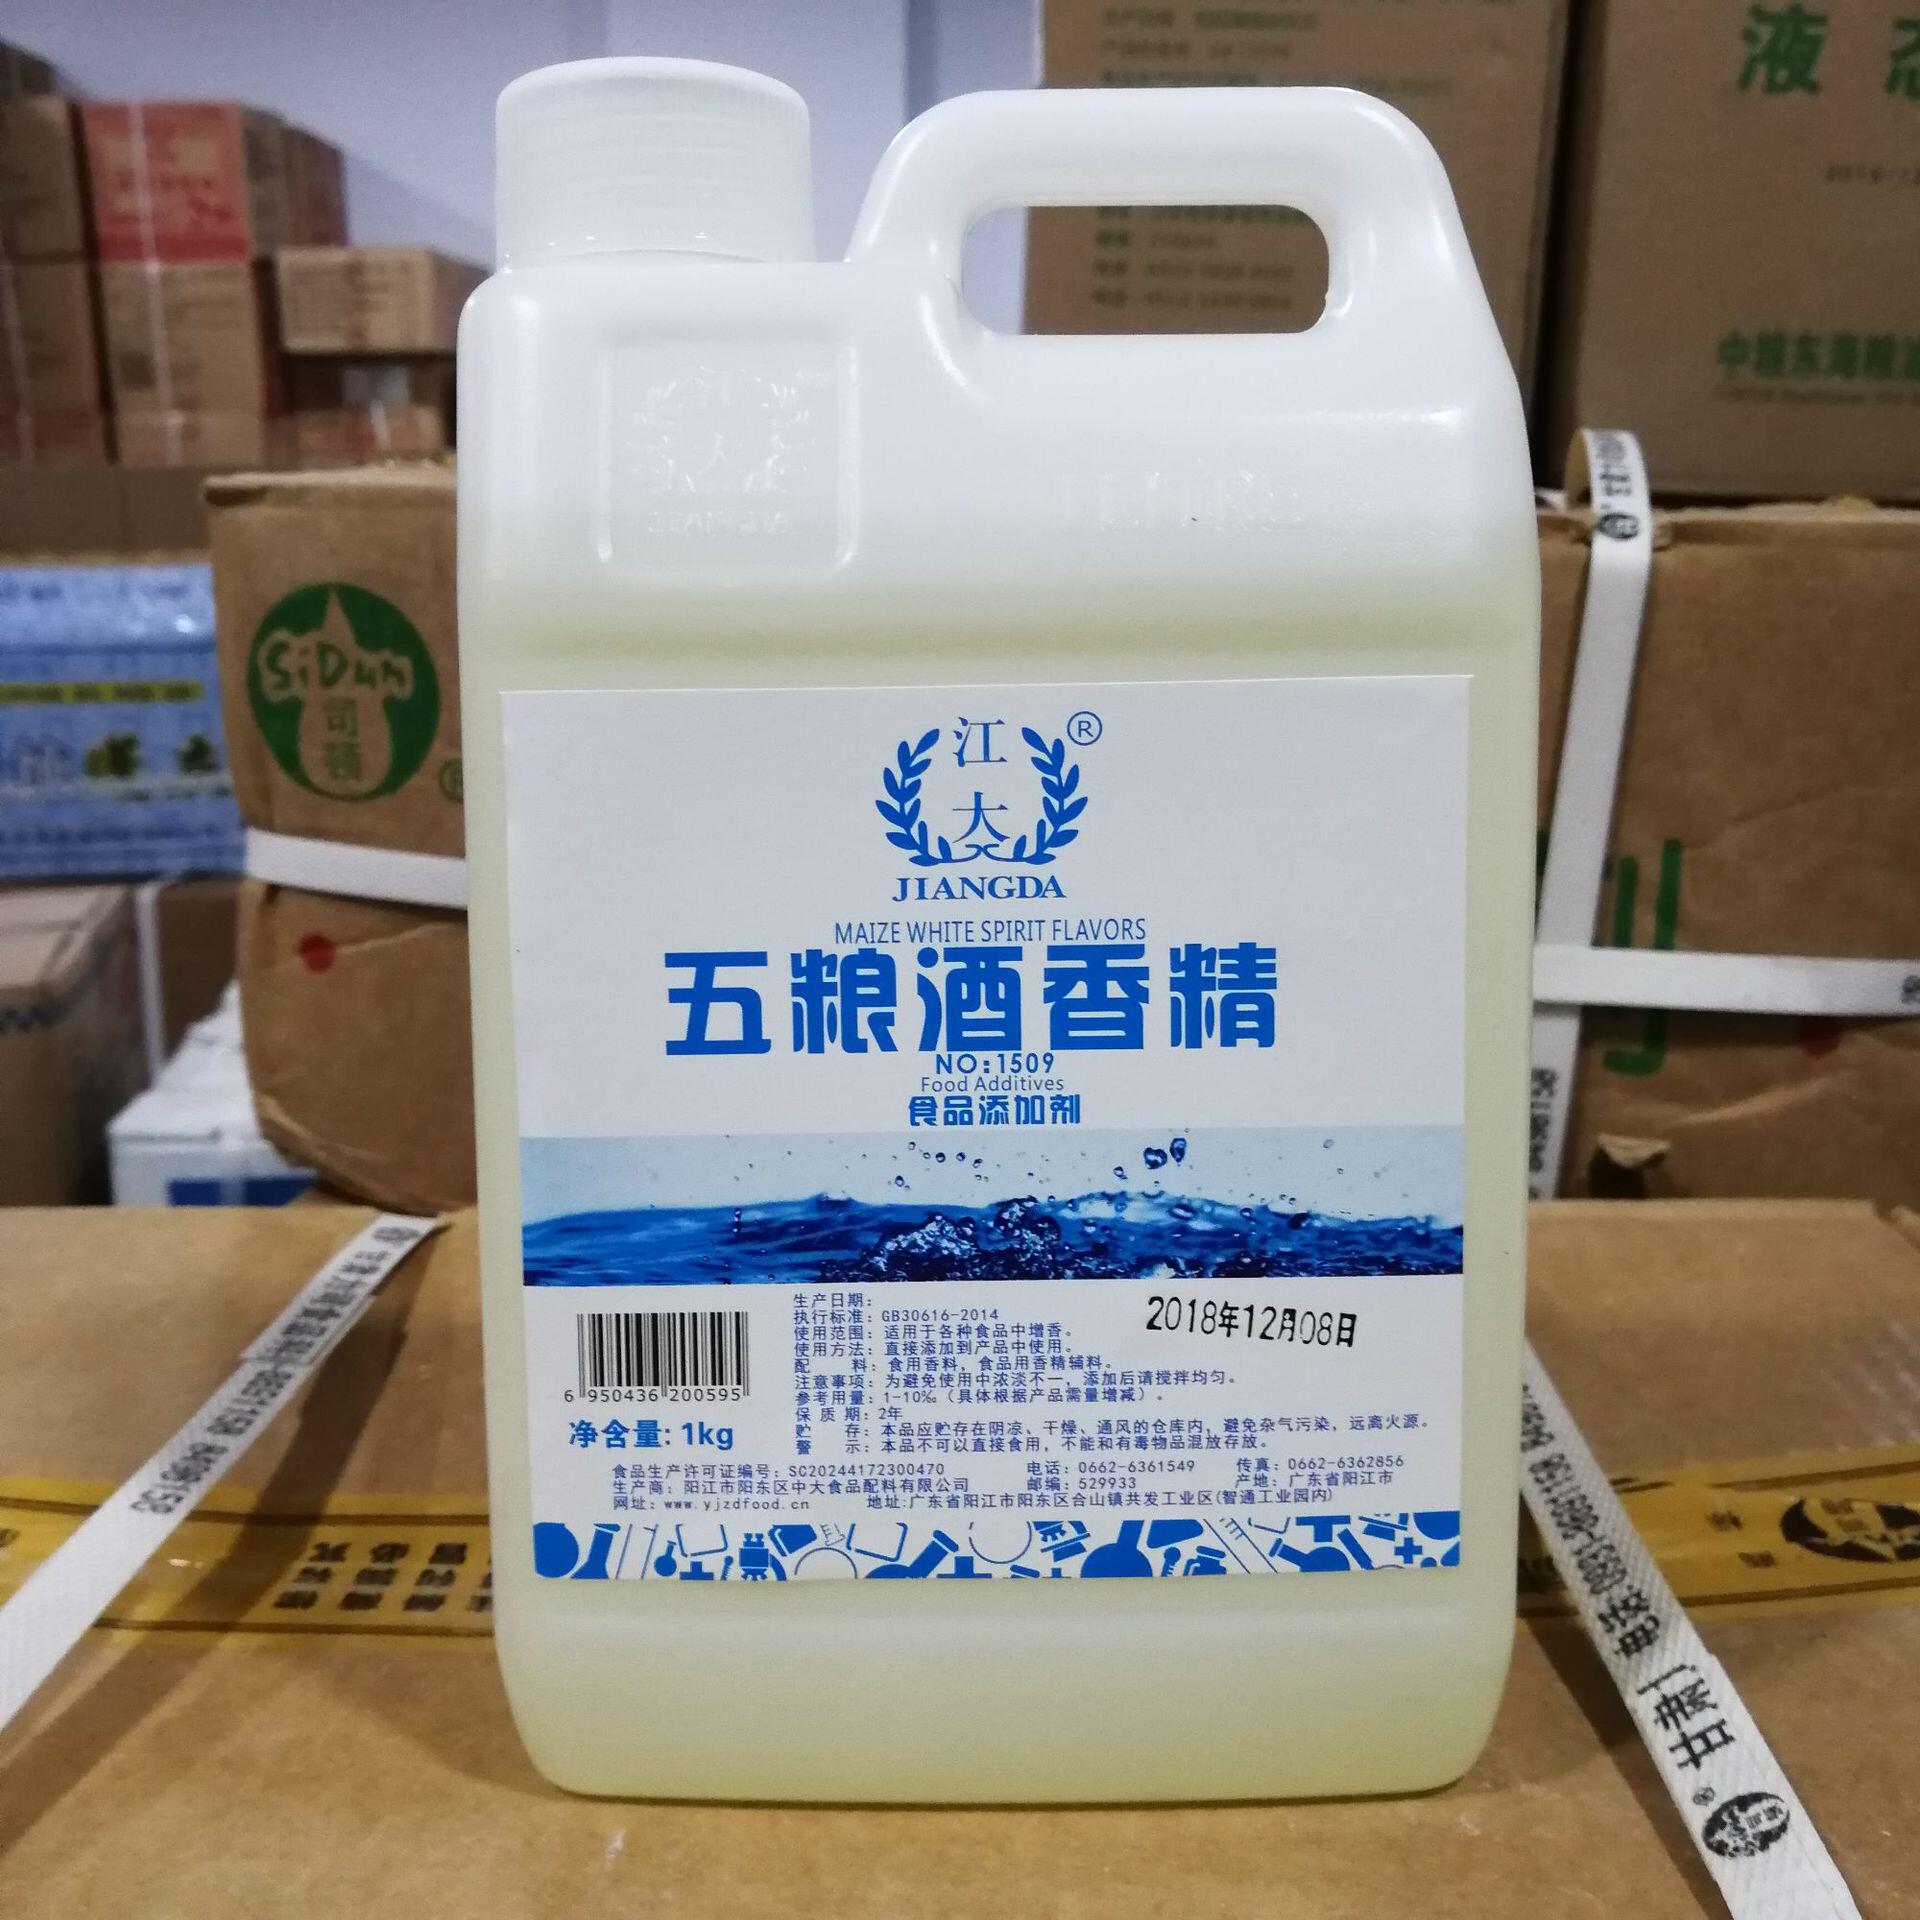 液
SiDun
司
顿
江
®
大
JIANGDA
MAIZE WHITE SPIRIT FLAVORS
五粮酒香精
NO:1509
Food Additives
食品添加剂
生产日期：
2018年12月08日
执行标准：GB30616-2014
使用范围：适用于各种食品中增香。
使用方法：直接添加到产品中使用。
配 料：食用香料，食品用香精辅料。
注意事项：为避免使用中浓淡不一，添加后请搅拌均匀。
参考用量：1-10‰（具体根据产品需量增减）。
保 质 期：2年
贮 存：本品应贮存在阴凉、干燥、通风的仓库内，避免杂气污染，远离火源。
警 示：本品不可以直接食用，不能和有毒物品混放存放。
6 950436 200595
净含量: 1kg
食品生产许可证编号：SC20244172300470 电话：0662-6361549 传真：0662-6362856
生产商：阳江市阳东区中大食品配料有限公司 邮编：529933 产地：广东省阳江市
网址：www.yjzdfood.cn 地址:广东省阳江市阳东区合山镇共发工业区(智通工业园内)